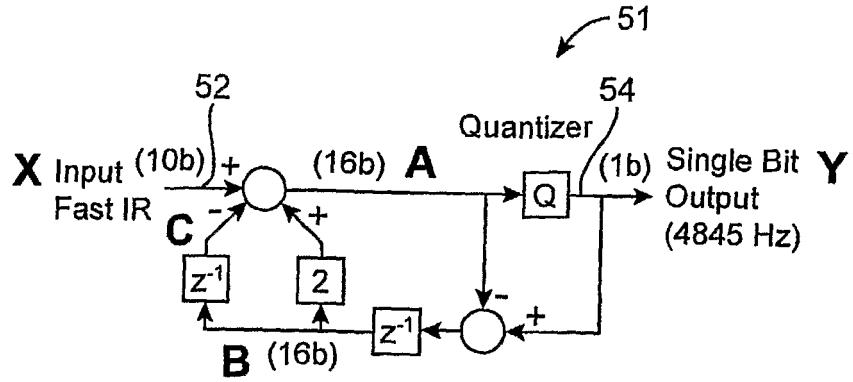 51
52
54
Quantizer
X Input (10b) +
Fast IR
(16b) A
Q
(1b) Single Bit Y
Output
(4845 Hz)
C - +
z⁻¹
2
- +
z⁻¹
B (16b)